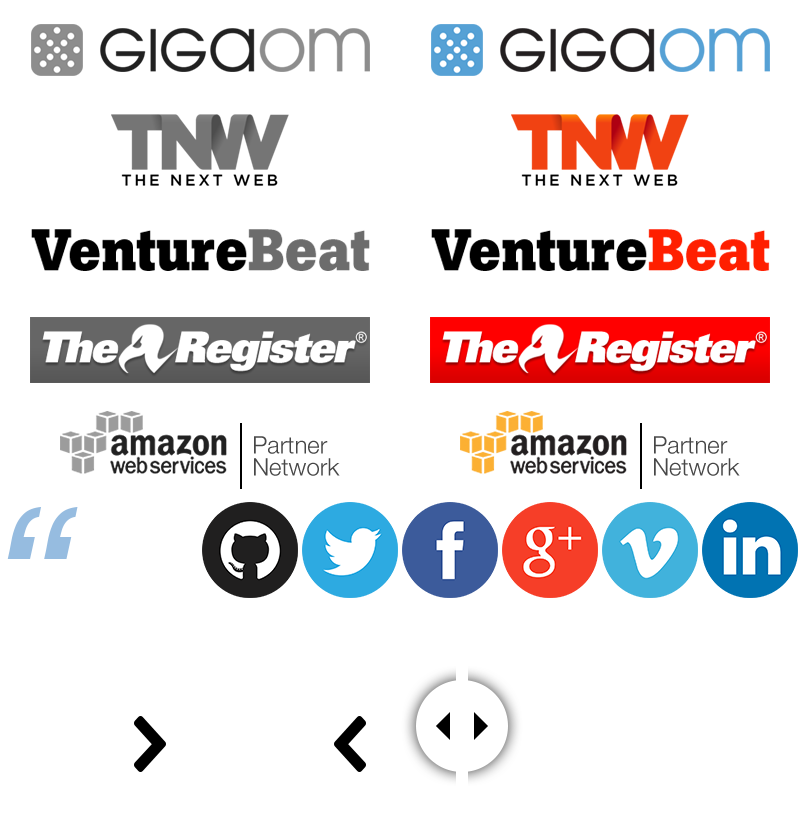 GIGaom GIGaom
TNW TNW
THE NEXT WEB THE NEXT WEB
VentureBeat VentureBeat
The Register® The Register®
amazon Partner amazon Partner
web services Network web services Network
“ f g+ v in